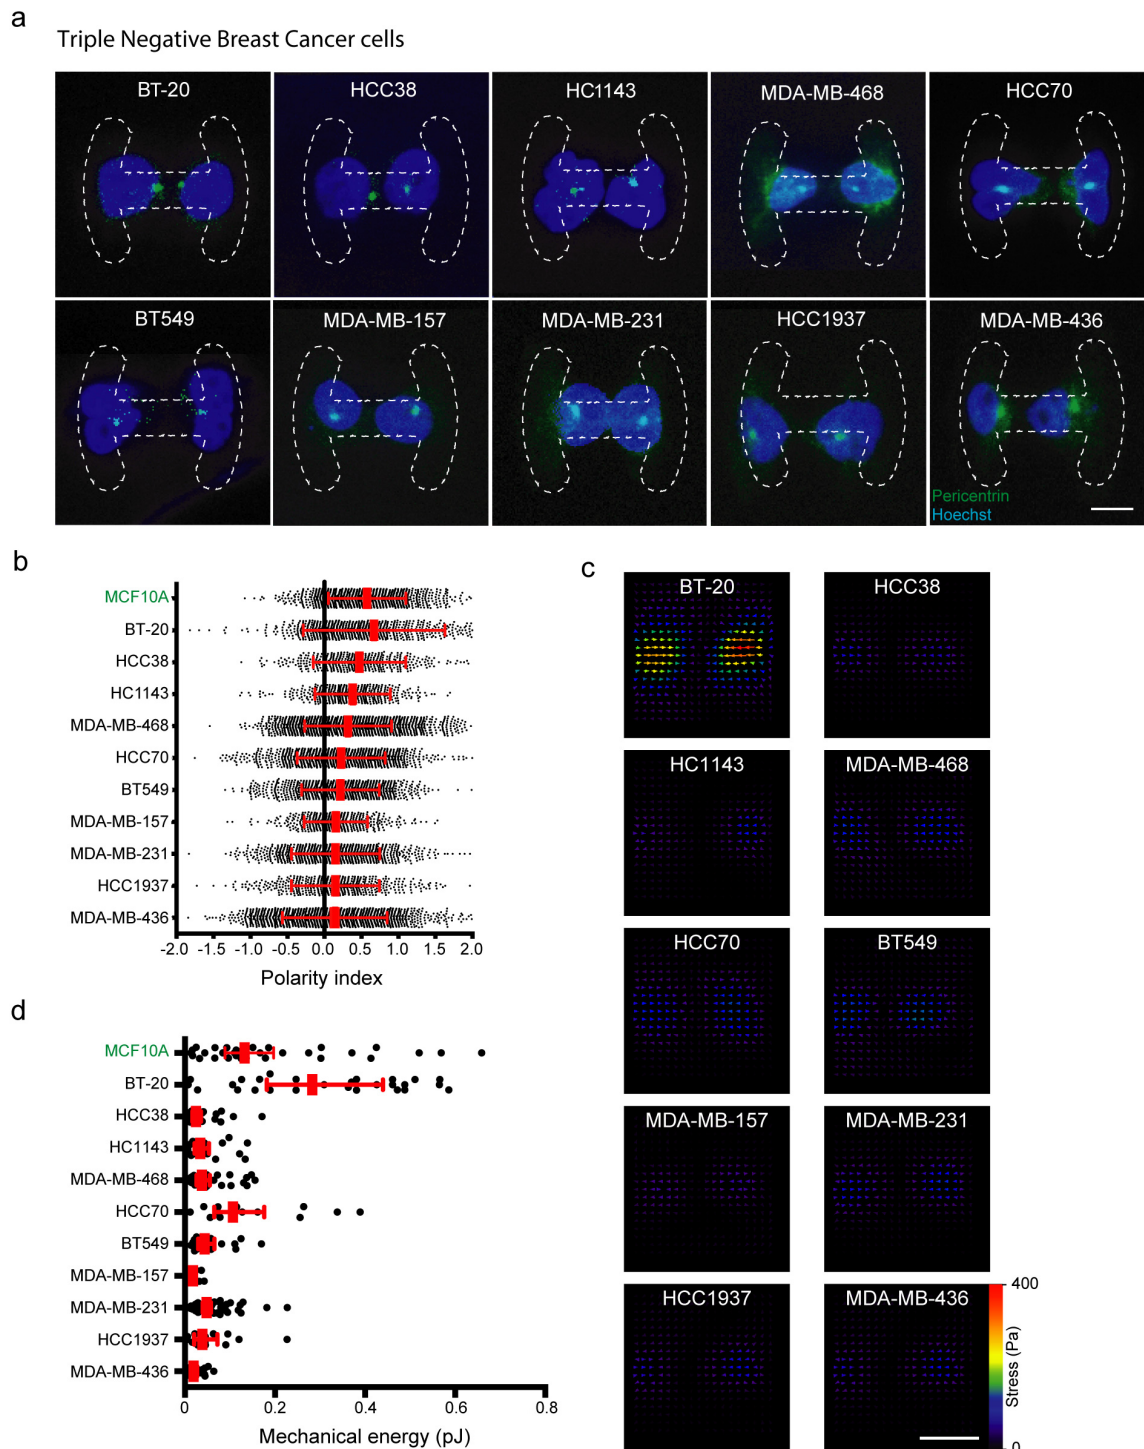 a
Triple Negative Breast Cancer cells
BT-20
HCC38
HC1143
MDA-MB-468
HCC70
BT549
MDA-MB-157
MDA-MB-231
HCC1937
MDA-MB-436
Pericentrin
Hoechst
b
MCF10A
BT-20
HCC38
HC1143
MDA-MB-468
HCC70
BT549
MDA-MB-157
MDA-MB-231
HCC1937
MDA-MB-436
-2.0 -1.5 -1.0 -0.5 0.0 0.5 1.0 1.5 2.0
Polarity index
c
BT-20
HCC38
HC1143
MDA-MB-468
HCC70
BT549
MDA-MB-157
MDA-MB-231
HCC1937
MDA-MB-436
400
Stress (Pa)
0
d
MCF10A
BT-20
HCC38
HC1143
MDA-MB-468
HCC70
BT549
MDA-MB-157
MDA-MB-231
HCC1937
MDA-MB-436
0 0.2 0.4 0.6 0.8
Mechanical energy (pJ)